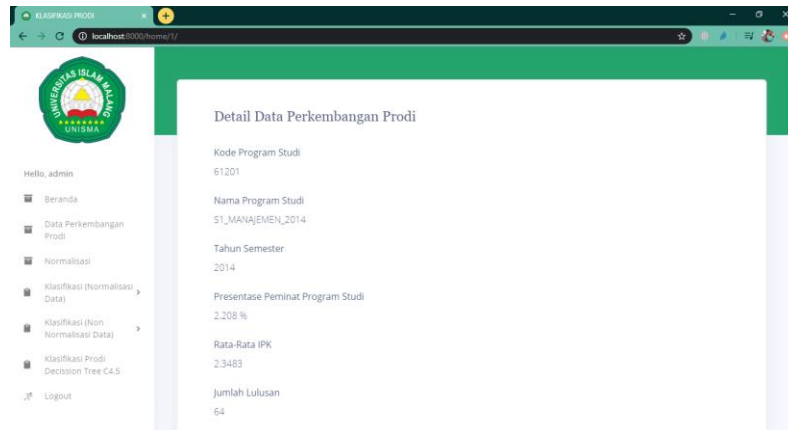 KLASIFIKASI PRODI
localhost:8000/home/1/
UNIVERSITAS ISLAM MALANG
UNISMA
Hello, admin
Beranda
Data Perkembangan
Prodi
Normalisasi
Klasifikasi (Normalisasi
Data)
Klasifikasi (Non
Normalisasi Data)
Klasifikasi Prodi
Decission Tree C4.5
Logout
Detail Data Perkembangan Prodi
Kode Program Studi
61201
Nama Program Studi
S1_MANAJEMEN_2014
Tahun Semester
2014
Presentase Peminat Program Studi
2.208 %
Rata-Rata IPK
2.3483
Jumlah Lulusan
64